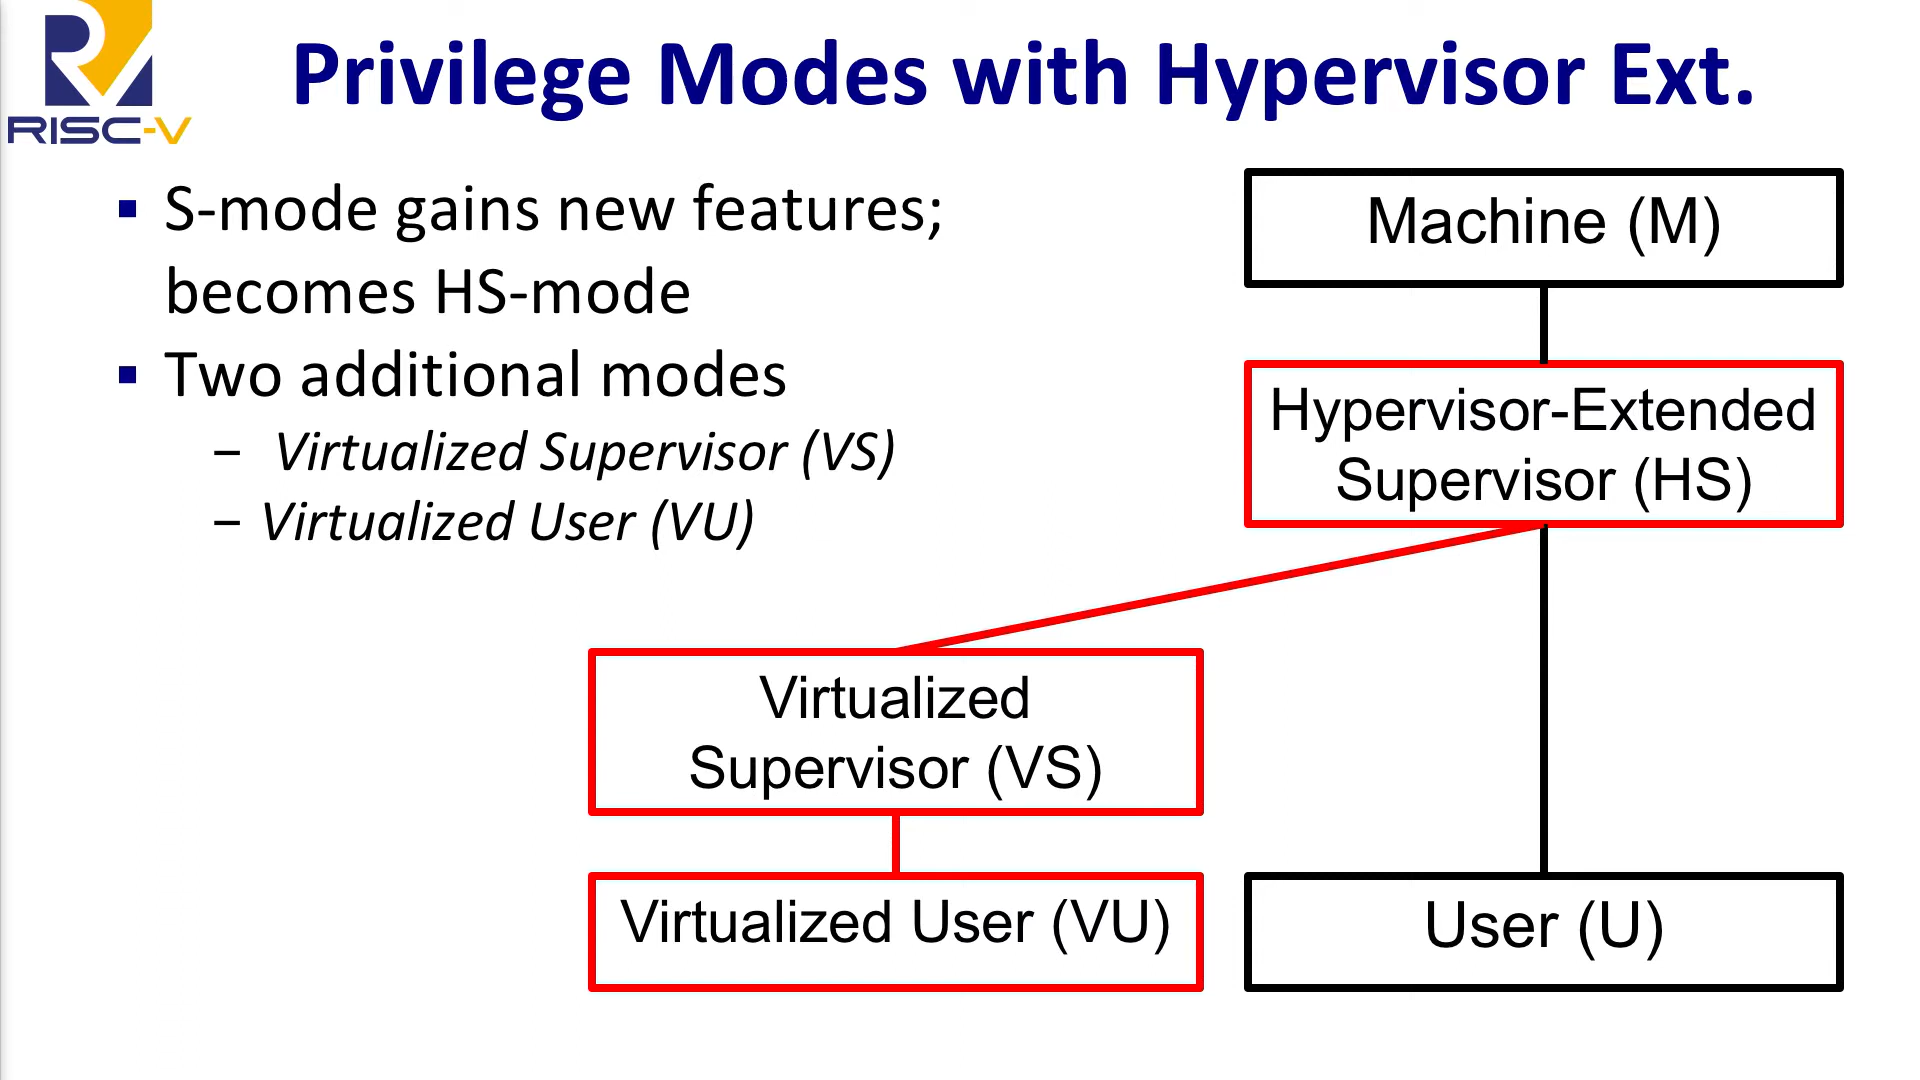 RISC-V
Privilege Modes with Hypervisor Ext.
S-mode gains new features;
becomes HS-mode
Two additional modes
– Virtualized Supervisor (VS)
– Virtualized User (VU)
Machine (M)
Hypervisor-Extended
Supervisor (HS)
Virtualized
Supervisor (VS)
Virtualized User (VU)
User (U)